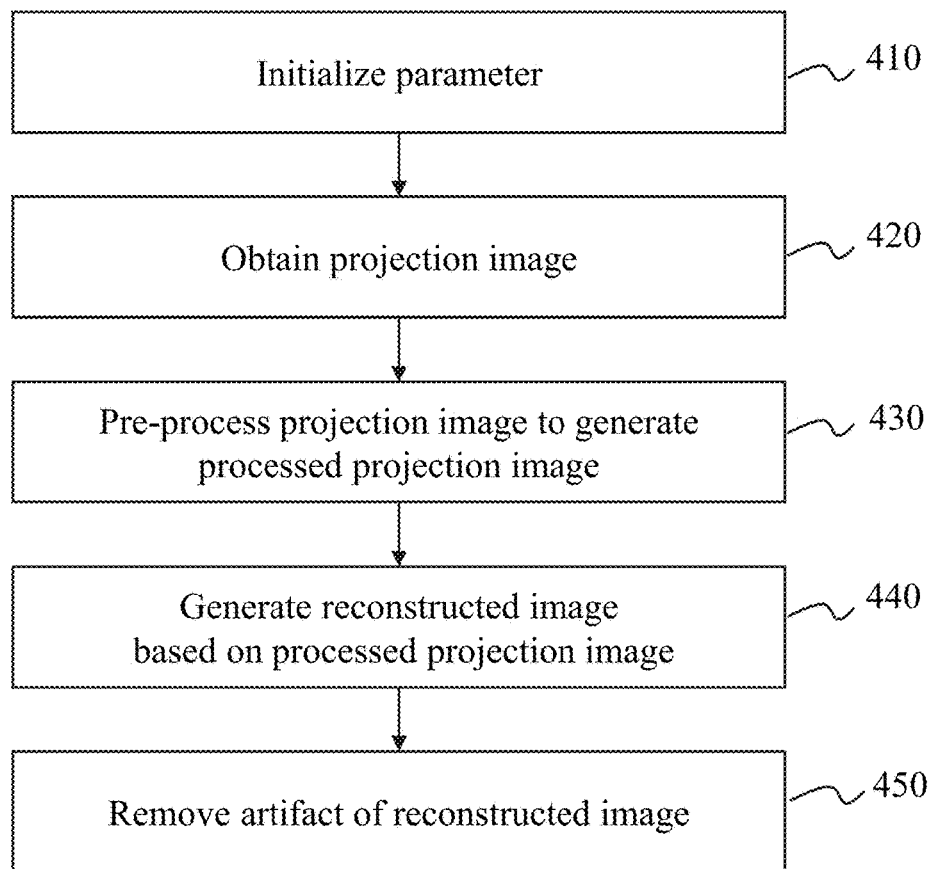 Initialize parameter
410
Obtain projection image
420
Pre-process projection image to generate
processed projection image
430
Generate reconstructed image
based on processed projection image
440
Remove artifact of reconstructed image
450